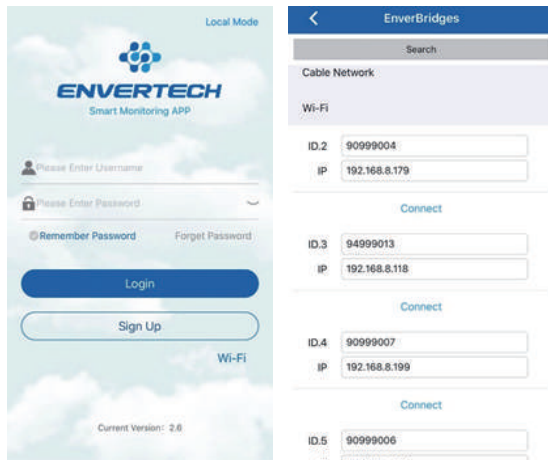 Local Mode
ENVERTECH
Smart Monitoring APP
Please Enter Username
Please Enter Password
Remember Password Forget Password
Login
Sign Up
Wi-Fi
Current Version: 2.6
EnverBridges
Search
Cable Network
Wi-Fi
ID.2 90999004
IP 192.168.8.179
Connect
ID.3 94999013
IP 192.168.8.118
Connect
ID.4 90999007
IP 192.168.8.199
Connect
ID.5 90999006